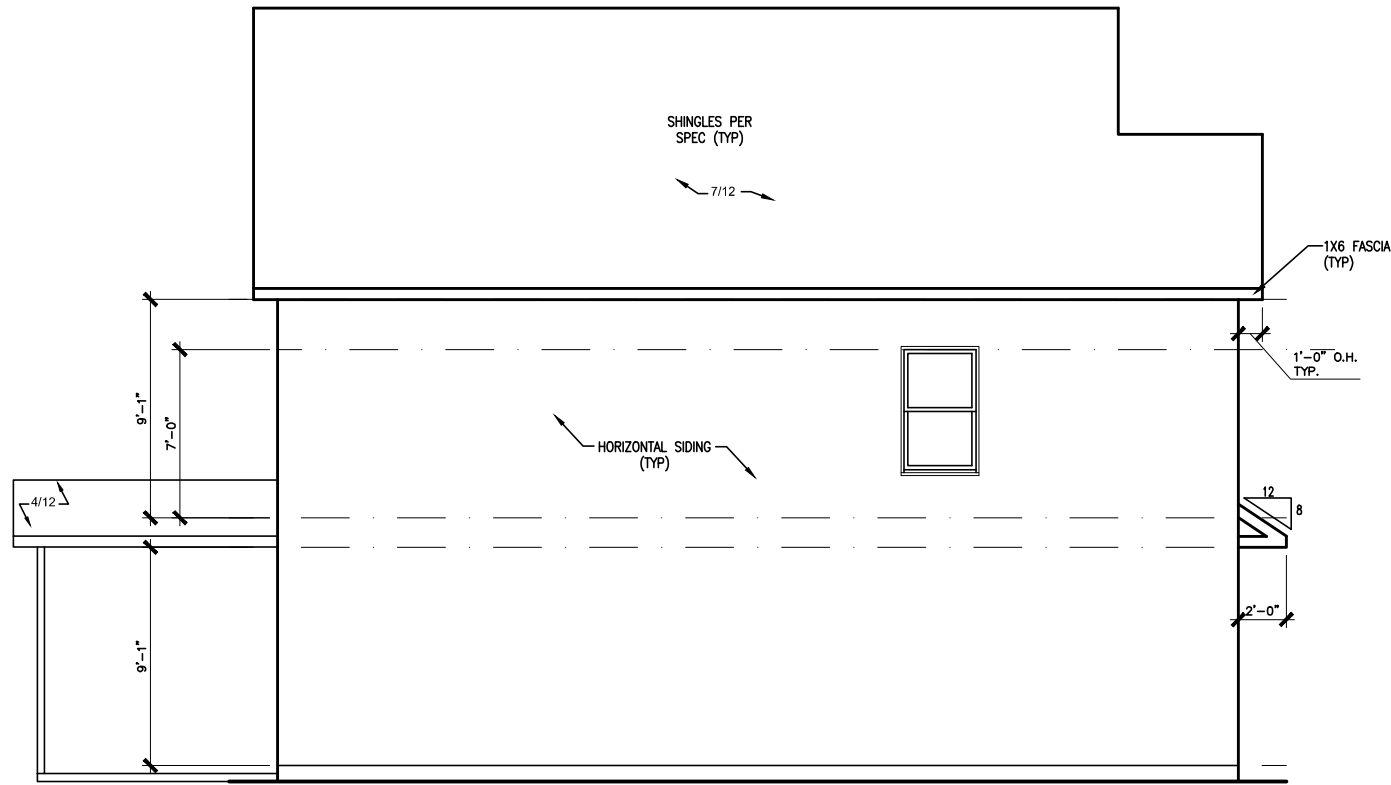 SHINGLES PER
SPEC (TYP)
7/12
1X6 FASCIA
(TYP)
1'-0" O.H.
TYP.
9'-1"
7'-0"
HORIZONTAL SIDING
(TYP)
4/12
12
8
2'-0"
9'-1"